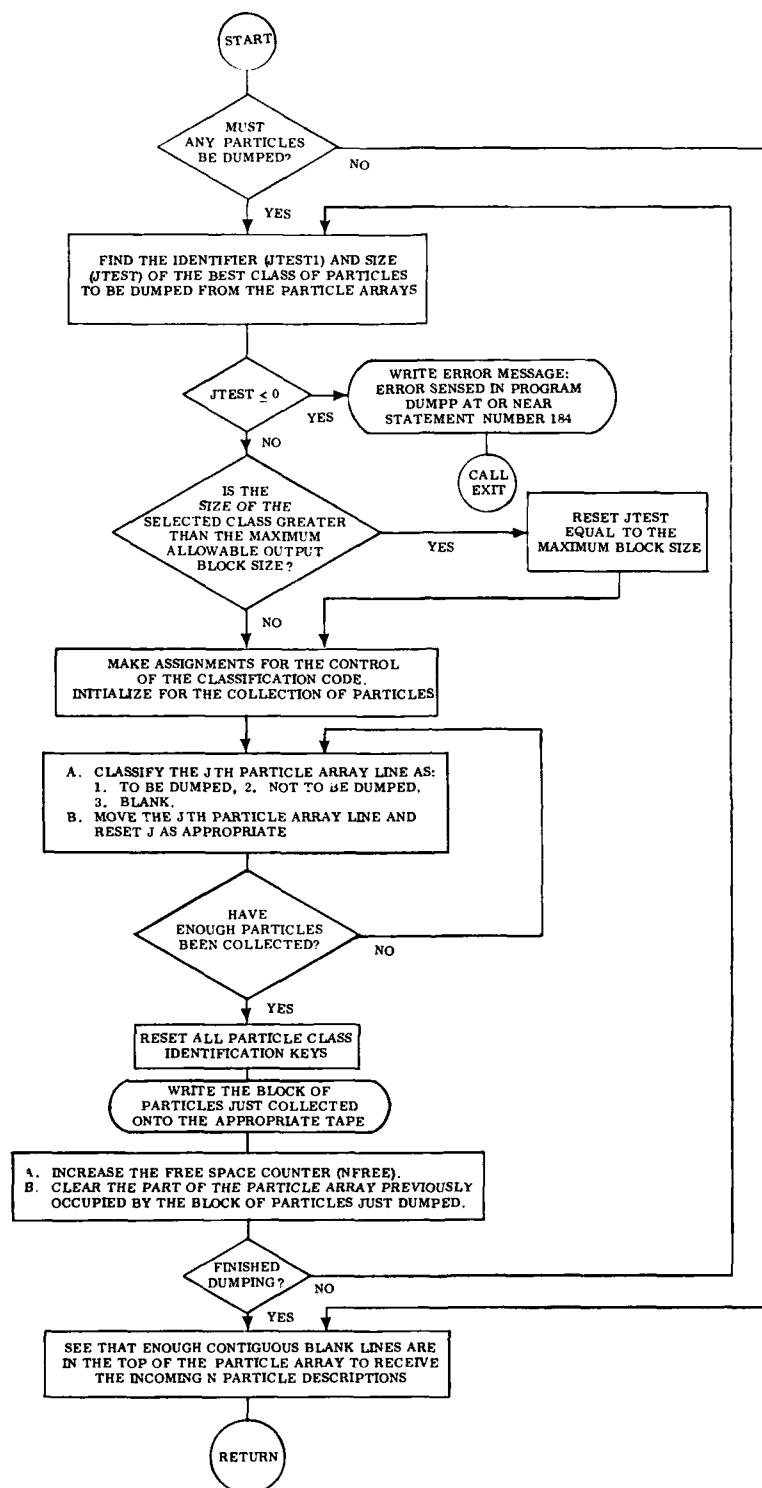 START
MUST
ANY PARTICLES
BE DUMPED?
NO
YES
FIND THE IDENTIFIER (JTEST1) AND SIZE
(JTEST) OF THE BEST CLASS OF PARTICLES
TO BE DUMPED FROM THE PARTICLE ARRAYS
JTEST ≤ 0
YES
WRITE ERROR MESSAGE:
ERROR SENSED IN PROGRAM
DUMPP AT OR NEAR
STATEMENT NUMBER 184
NO
CALL
EXIT
IS THE
SIZE OF THE
SELECTED CLASS GREATER
THAN THE MAXIMUM
ALLOWABLE OUTPUT
BLOCK SIZE?
YES
RESET JTEST
EQUAL TO THE
MAXIMUM BLOCK SIZE
NO
MAKE ASSIGNMENTS FOR THE CONTROL
OF THE CLASSIFICATION CODE.
INITIALIZE FOR THE COLLECTION OF PARTICLES
A. CLASSIFY THE JTH PARTICLE ARRAY LINE AS:
1. TO BE DUMPED, 2. NOT TO BE DUMPED,
3. BLANK.
B. MOVE THE JTH PARTICLE ARRAY LINE AND
RESET J AS APPROPRIATE
HAVE
ENOUGH PARTICLES
BEEN COLLECTED?
NO
YES
RESET ALL PARTICLE CLASS
IDENTIFICATION KEYS
WRITE THE BLOCK OF
PARTICLES JUST COLLECTED
ONTO THE APPROPRIATE TAPE
A. INCREASE THE FREE SPACE COUNTER (NFREE).
B. CLEAR THE PART OF THE PARTICLE ARRAY PREVIOUSLY
OCCUPIED BY THE BLOCK OF PARTICLES JUST DUMPED.
FINISHED
DUMPING?
NO
YES
SEE THAT ENOUGH CONTIGUOUS BLANK LINES ARE
IN THE TOP OF THE PARTICLE ARRAY TO RECEIVE
THE INCOMING N PARTICLE DESCRIPTIONS
RETURN